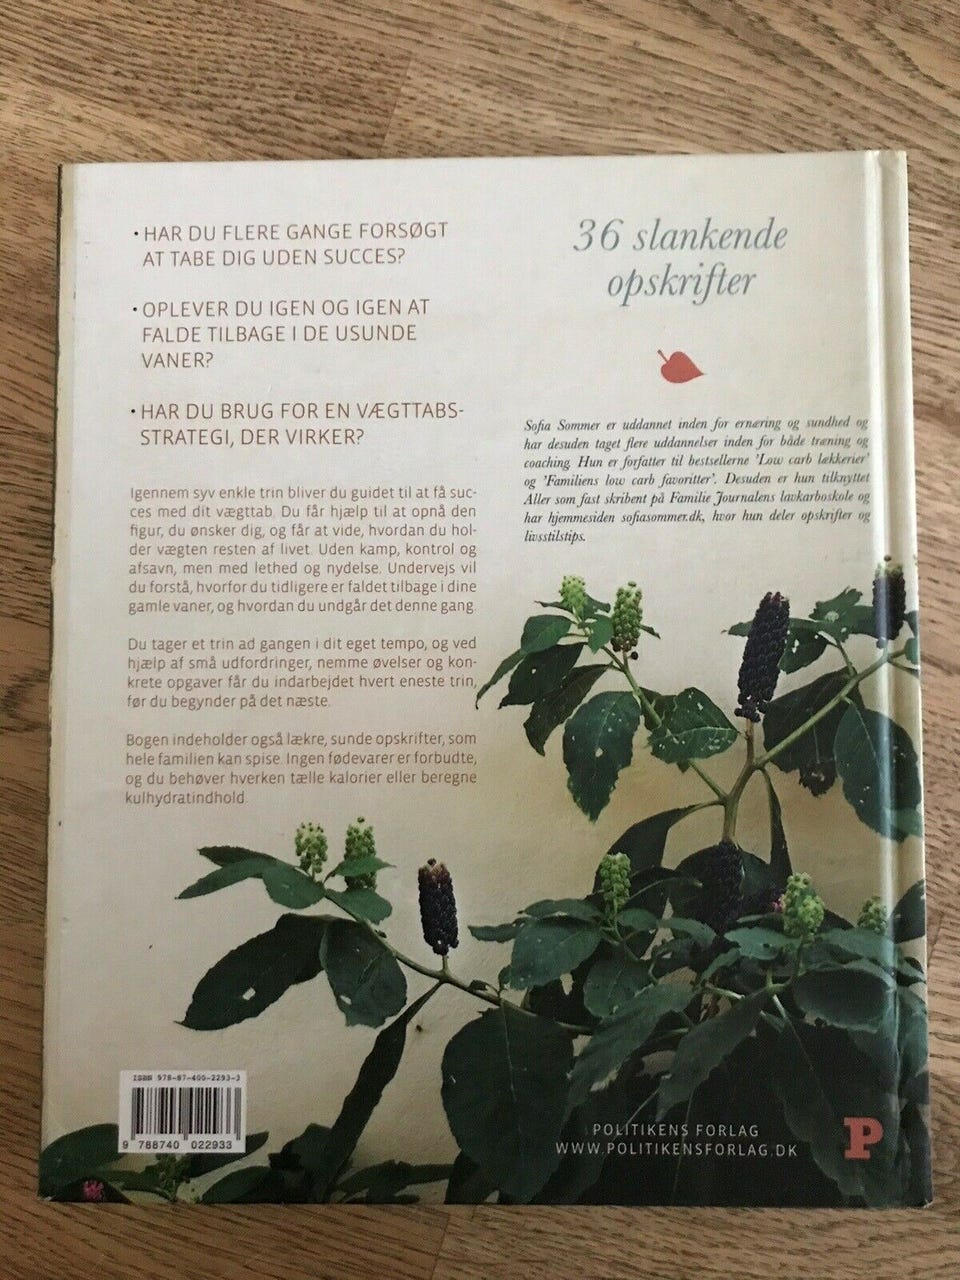 • HAR DU FLERE GANGE FORSØGT
AT TABE DIG UDEN SUCCES?
• OPLEVER DU IGEN OG IGEN AT
FALDE TILBAGE I DE USUNDE
VANER?
• HAR DU BRUG FOR EN VÆGTTABS-
STRATEGI, DER VIRKER?
Igennem syv enkle trin bliver du guidet til at få suc-
ces med dit vægttab. Du får hjælp til at opnå den
figur, du ønsker dig, og får at vide, hvordan du hol-
der vægten resten af livet. Uden kamp, kontrol og
afsavn, men med lethed og nydelse. Undervejs vil
du forstå, hvorfor du tidligere er faldet tilbage i dine
gamle vaner, og hvordan du undgår det denne gang.
Du tager et trin ad gangen i dit eget tempo, og ved
hjælp af små udfordringer, nemme øvelser og kon-
krete opgaver får du indarbejdet hvert eneste trin,
før du begynder på det næste.
Bogen indeholder også lækre, sunde opskrifter, som
hele familien kan spise. Ingen fødevarer er forbudte,
og du behøver hverken tælle kalorier eller beregne
kulhydratindhold.
36 slankende
opskrifter
Sofia Sommer er uddannet inden for ernæring og sundhed og
har desuden taget flere uddannelser inden for både træning og
coaching. Hun er forfatter til bestsellerne 'Low carb lækkerier'
og 'Familiens low carb favoritter'. Desuden er hun tilknyttet
Aller som fast skribent på Familie Journalens lavkarboskole og
har hjemmesiden sofiasommer.dk, hvor hun deler opskrifter og
livsstilstips.
ISBN 978-87-400-2293-3
9 788740 022933
POLITIKENS FORLAG
WWW.POLITIKENSFORLAG.DK
P